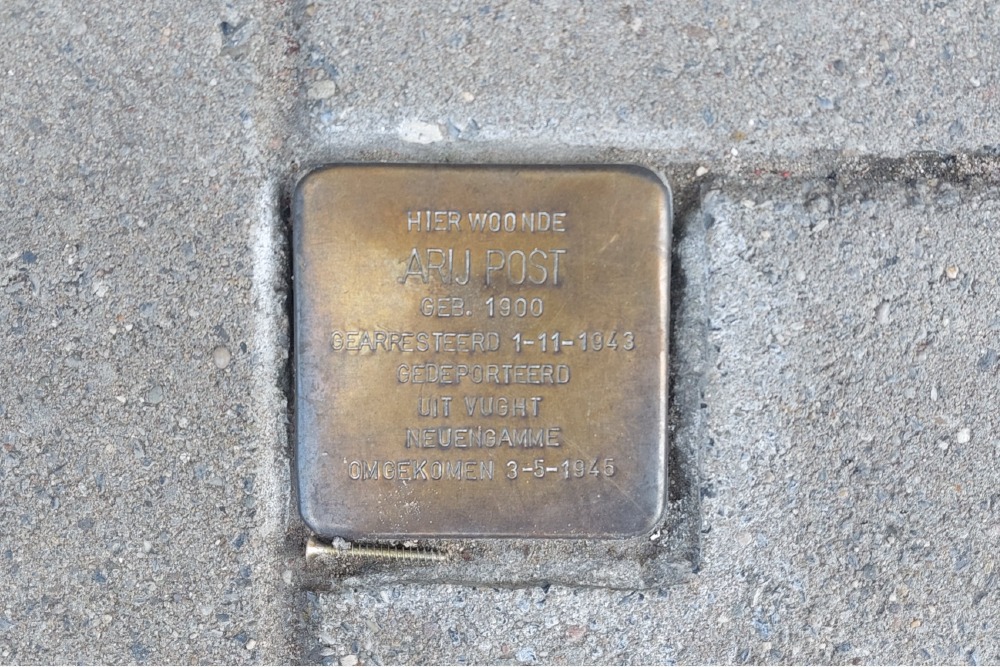 HIER WOONDE
ARIJ POST
GEB. 1900
GEARRESTEERD 1-11-1943
GEDEPORTEERD
UIT VUGHT
NEUENGAMME
OMGEKOMEN 3-5-1945